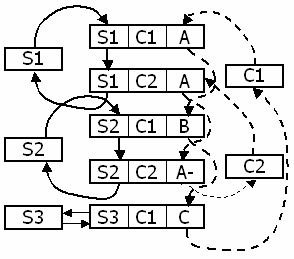 S1 C1 A
S1 C1
S1 C2 A
S2 C1 B
S2 C2
S2 C2 A-
S3 S3 C1 C